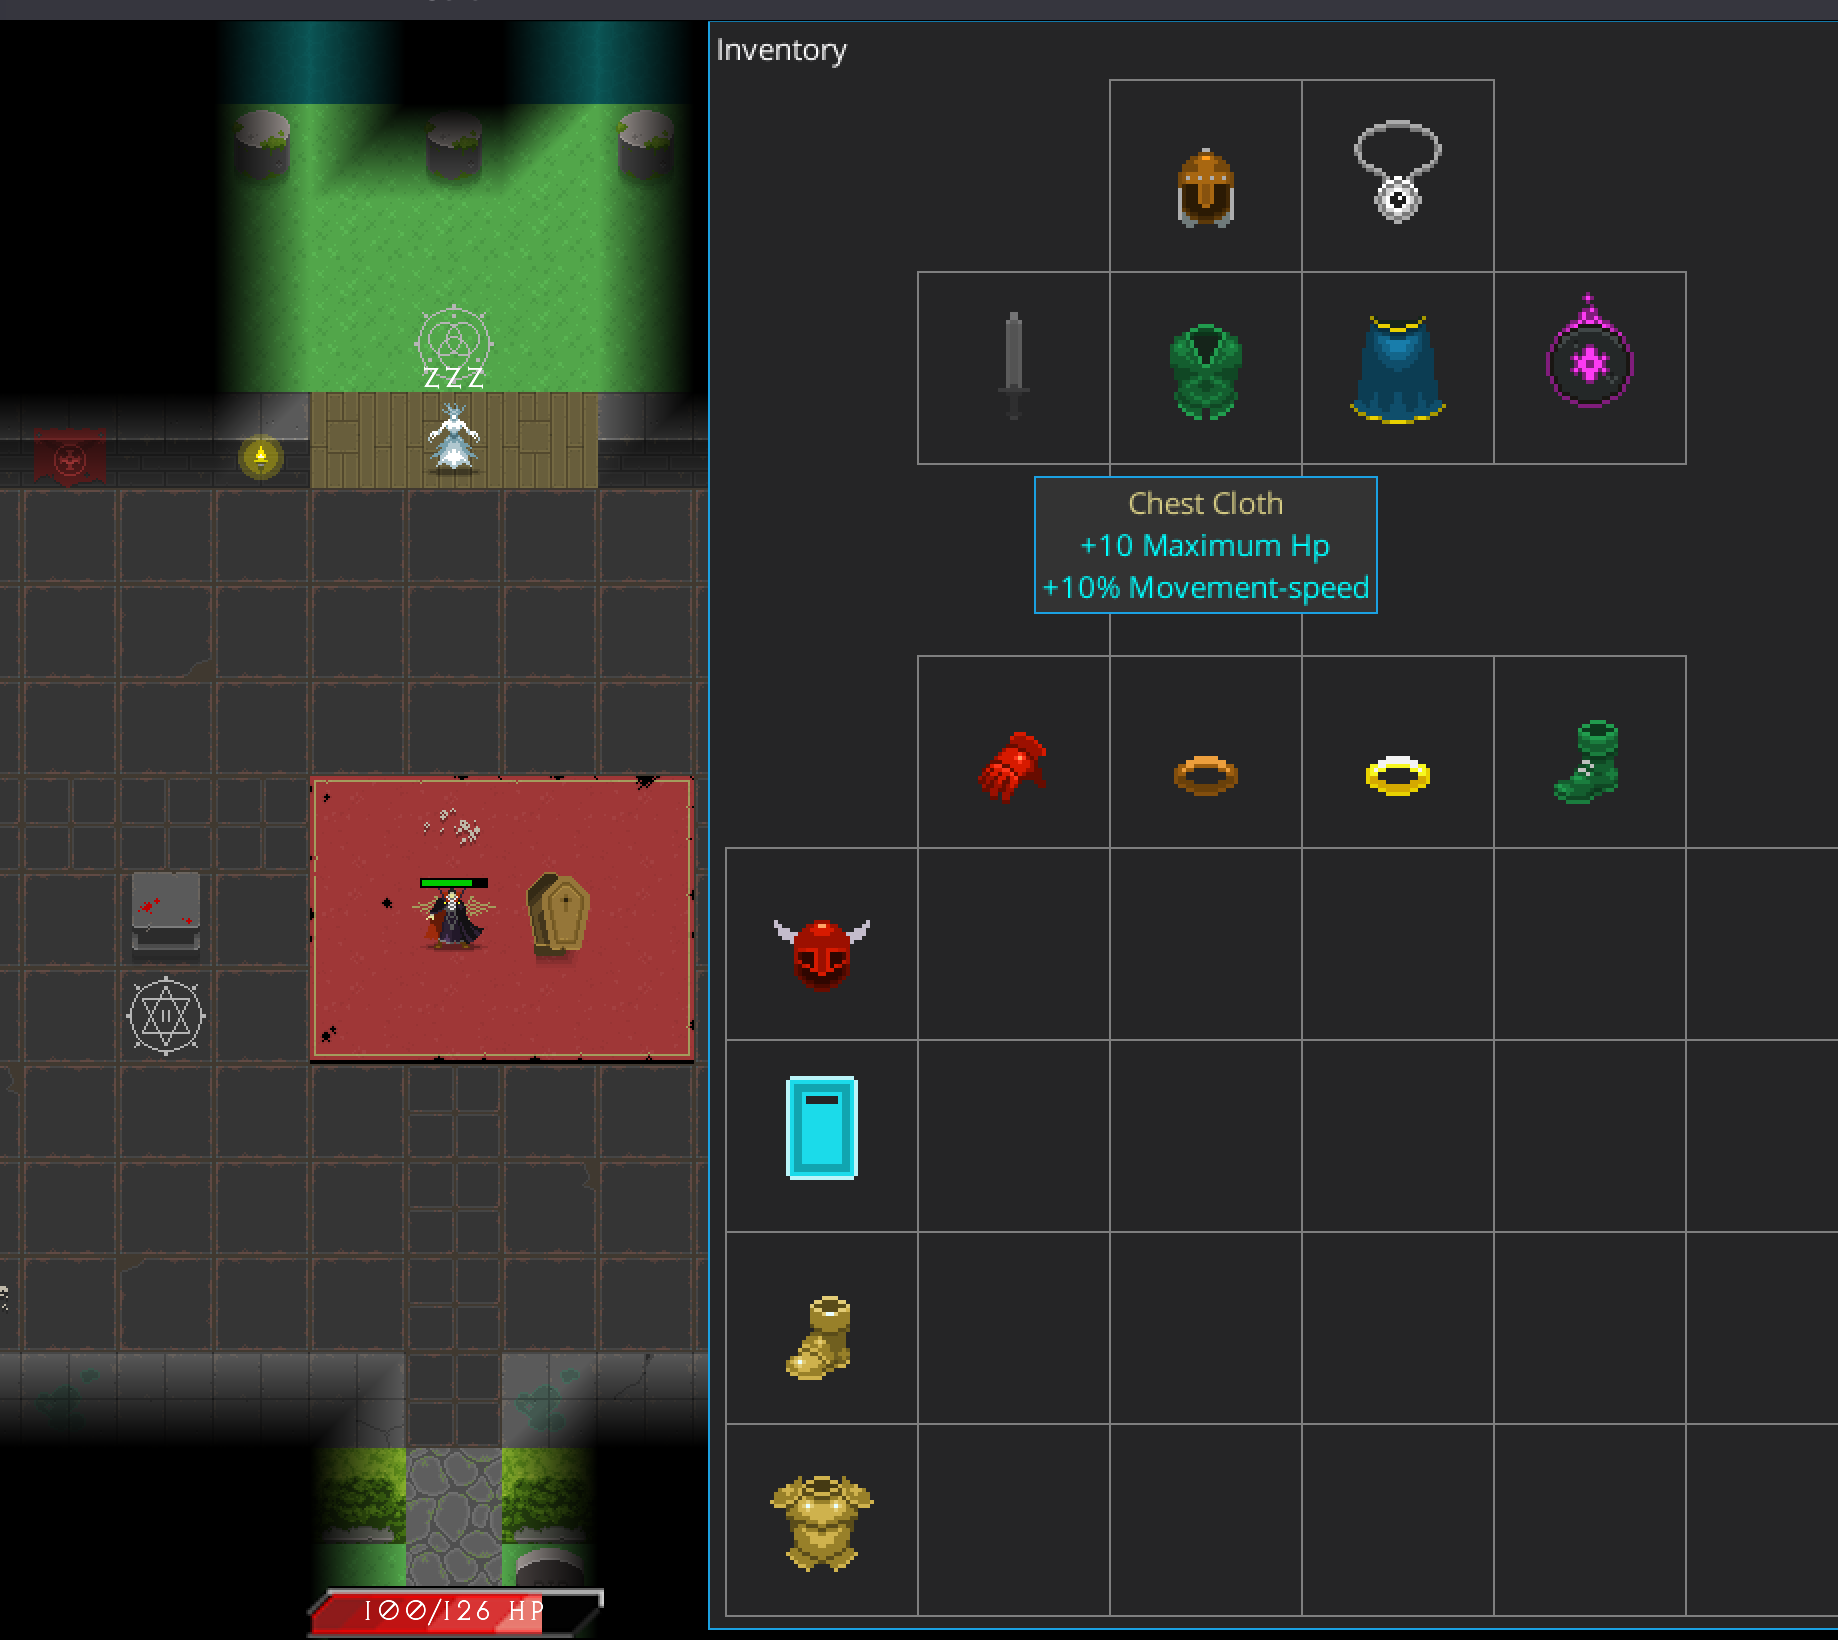 Inventory
zzz
Chest Cloth
+10 Maximum Hp
+10% Movement-speed
100/126 HP